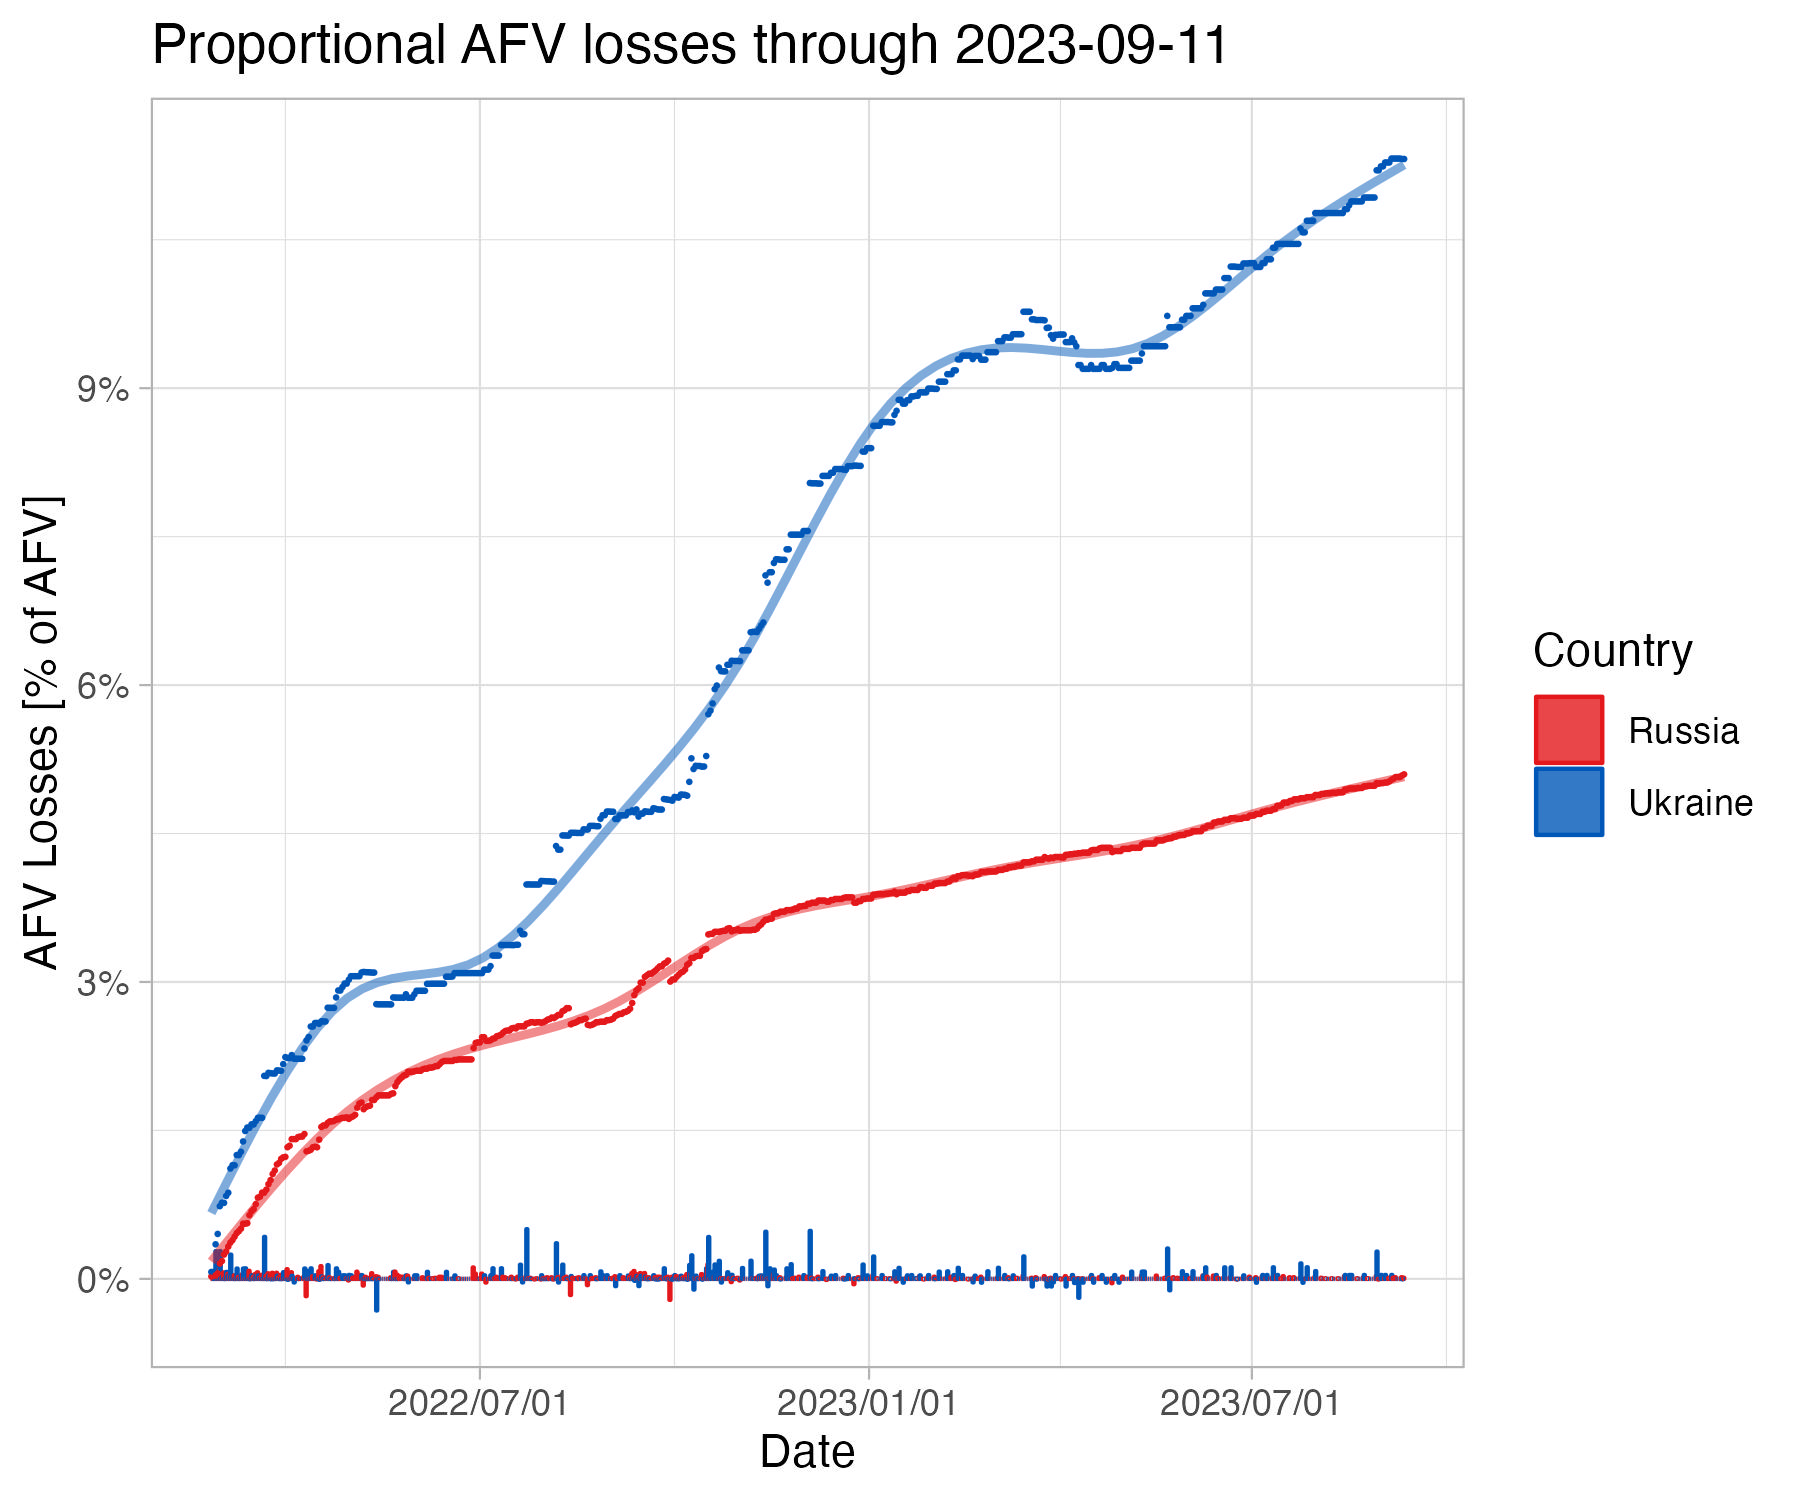 Proportional AFV losses through 2023-09-11
AFV Losses [% of AFV]
9%
6%
3%
0%
2022/07/01
2023/01/01
2023/07/01
Date
Country
Russia
Ukraine